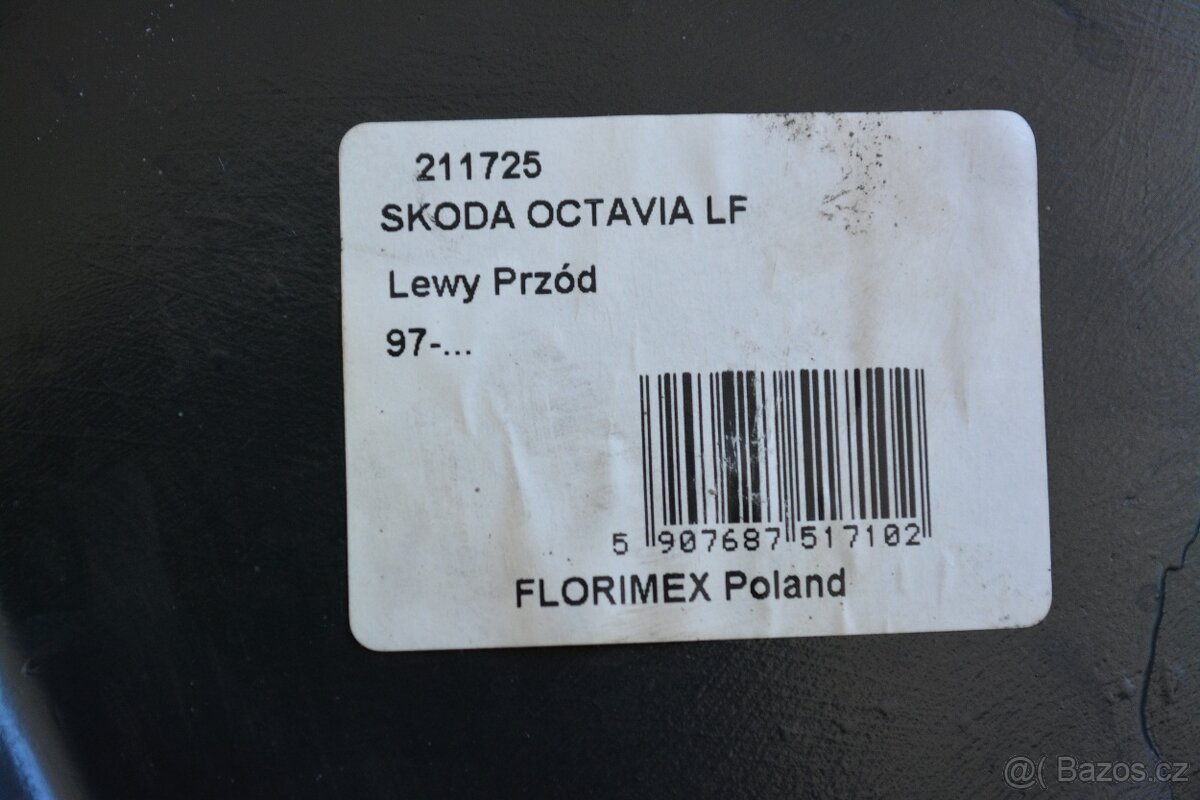 211725
SKODA OCTAVIA LF
Lewy Przód
97-...
5 907687 517102
FLORIMEX Poland
@( Bazos.cz